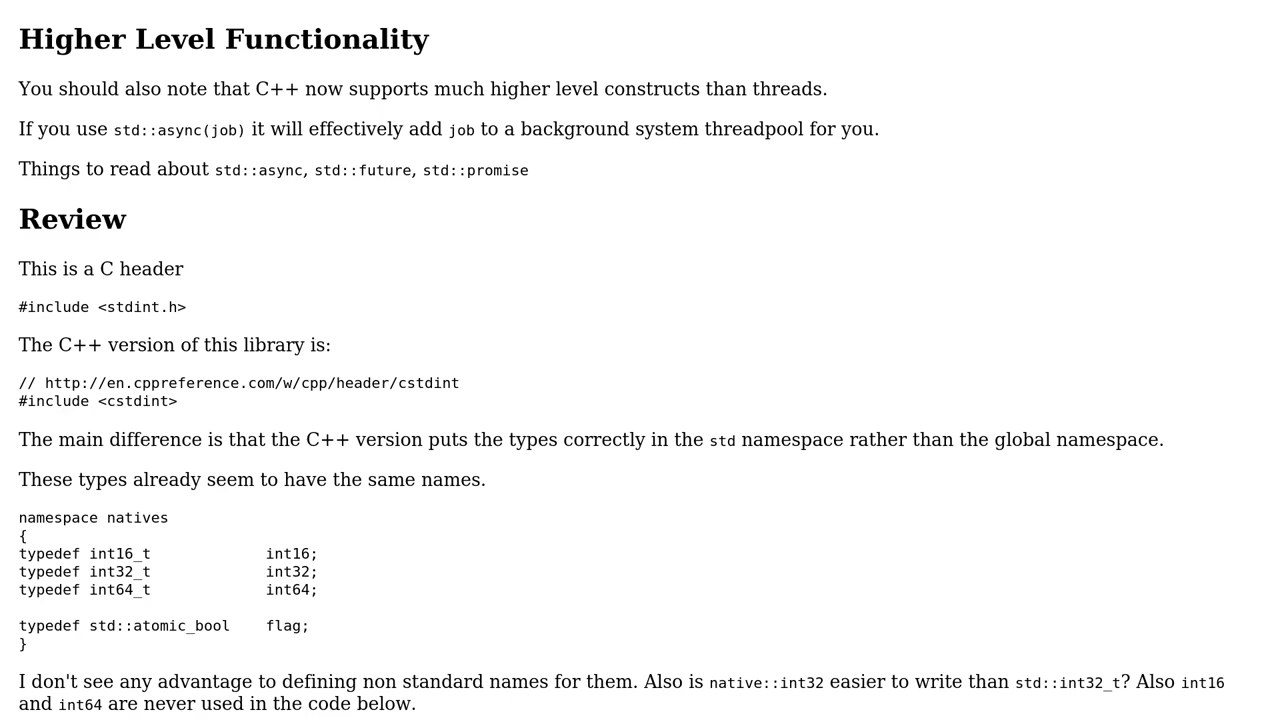 Higher Level Functionality
You should also note that C++ now supports much higher level constructs than threads.
If you use std::async(job) it will effectively add job to a background system threadpool for you.
Things to read about std::async, std::future, std::promise
Review
This is a C header
#include <stdint.h>
The C++ version of this library is:
// http://en.cppreference.com/w/cpp/header/cstdint
#include <cstdint>
The main difference is that the C++ version puts the types correctly in the std namespace rather than the global namespace.
These types already seem to have the same names.
namespace natives
{
typedef int16_t             int16;
typedef int32_t             int32;
typedef int64_t             int64;
typedef std::atomic_bool    flag;
}
I don't see any advantage to defining non standard names for them. Also is native::int32 easier to write than std::int32_t? Also int16
and int64 are never used in the code below.